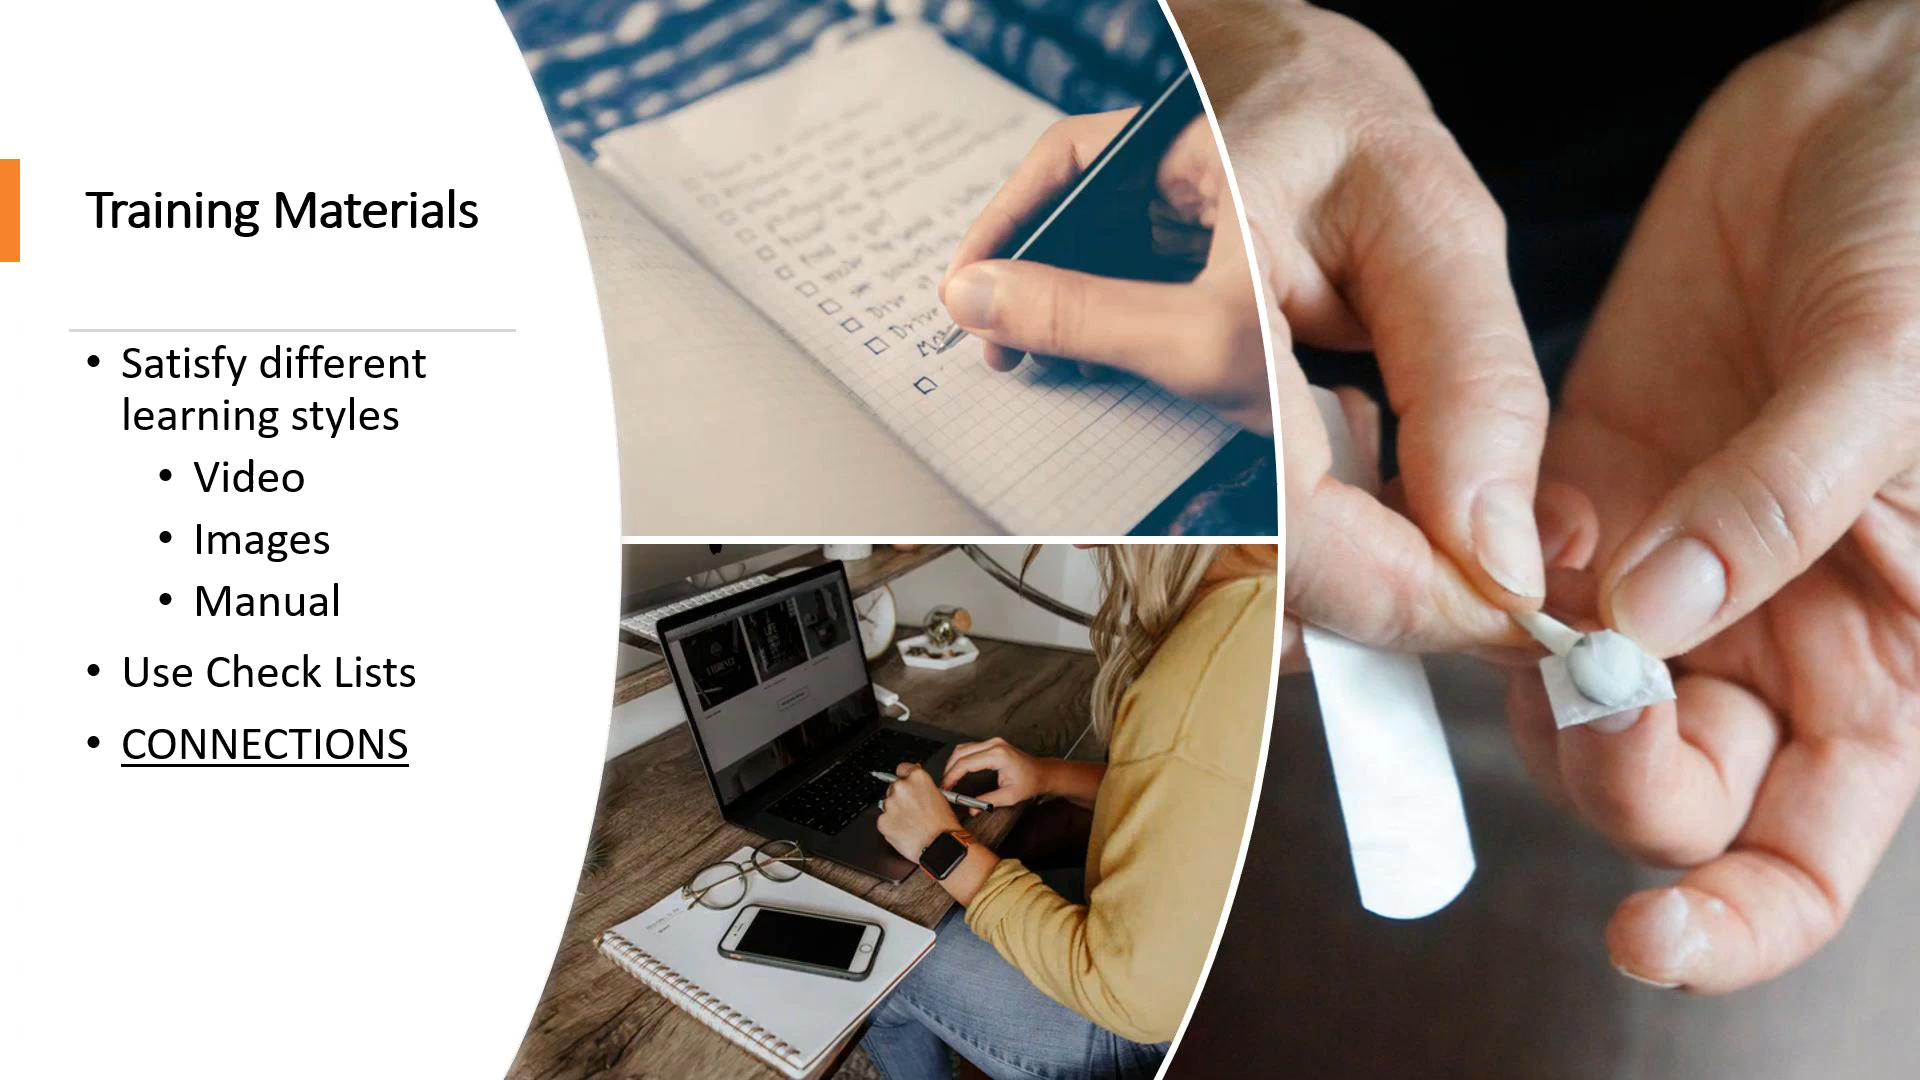 Training Materials
• Satisfy different
learning styles
• Video
• Images
• Manual
• Use Check Lists
• CONNECTIONS